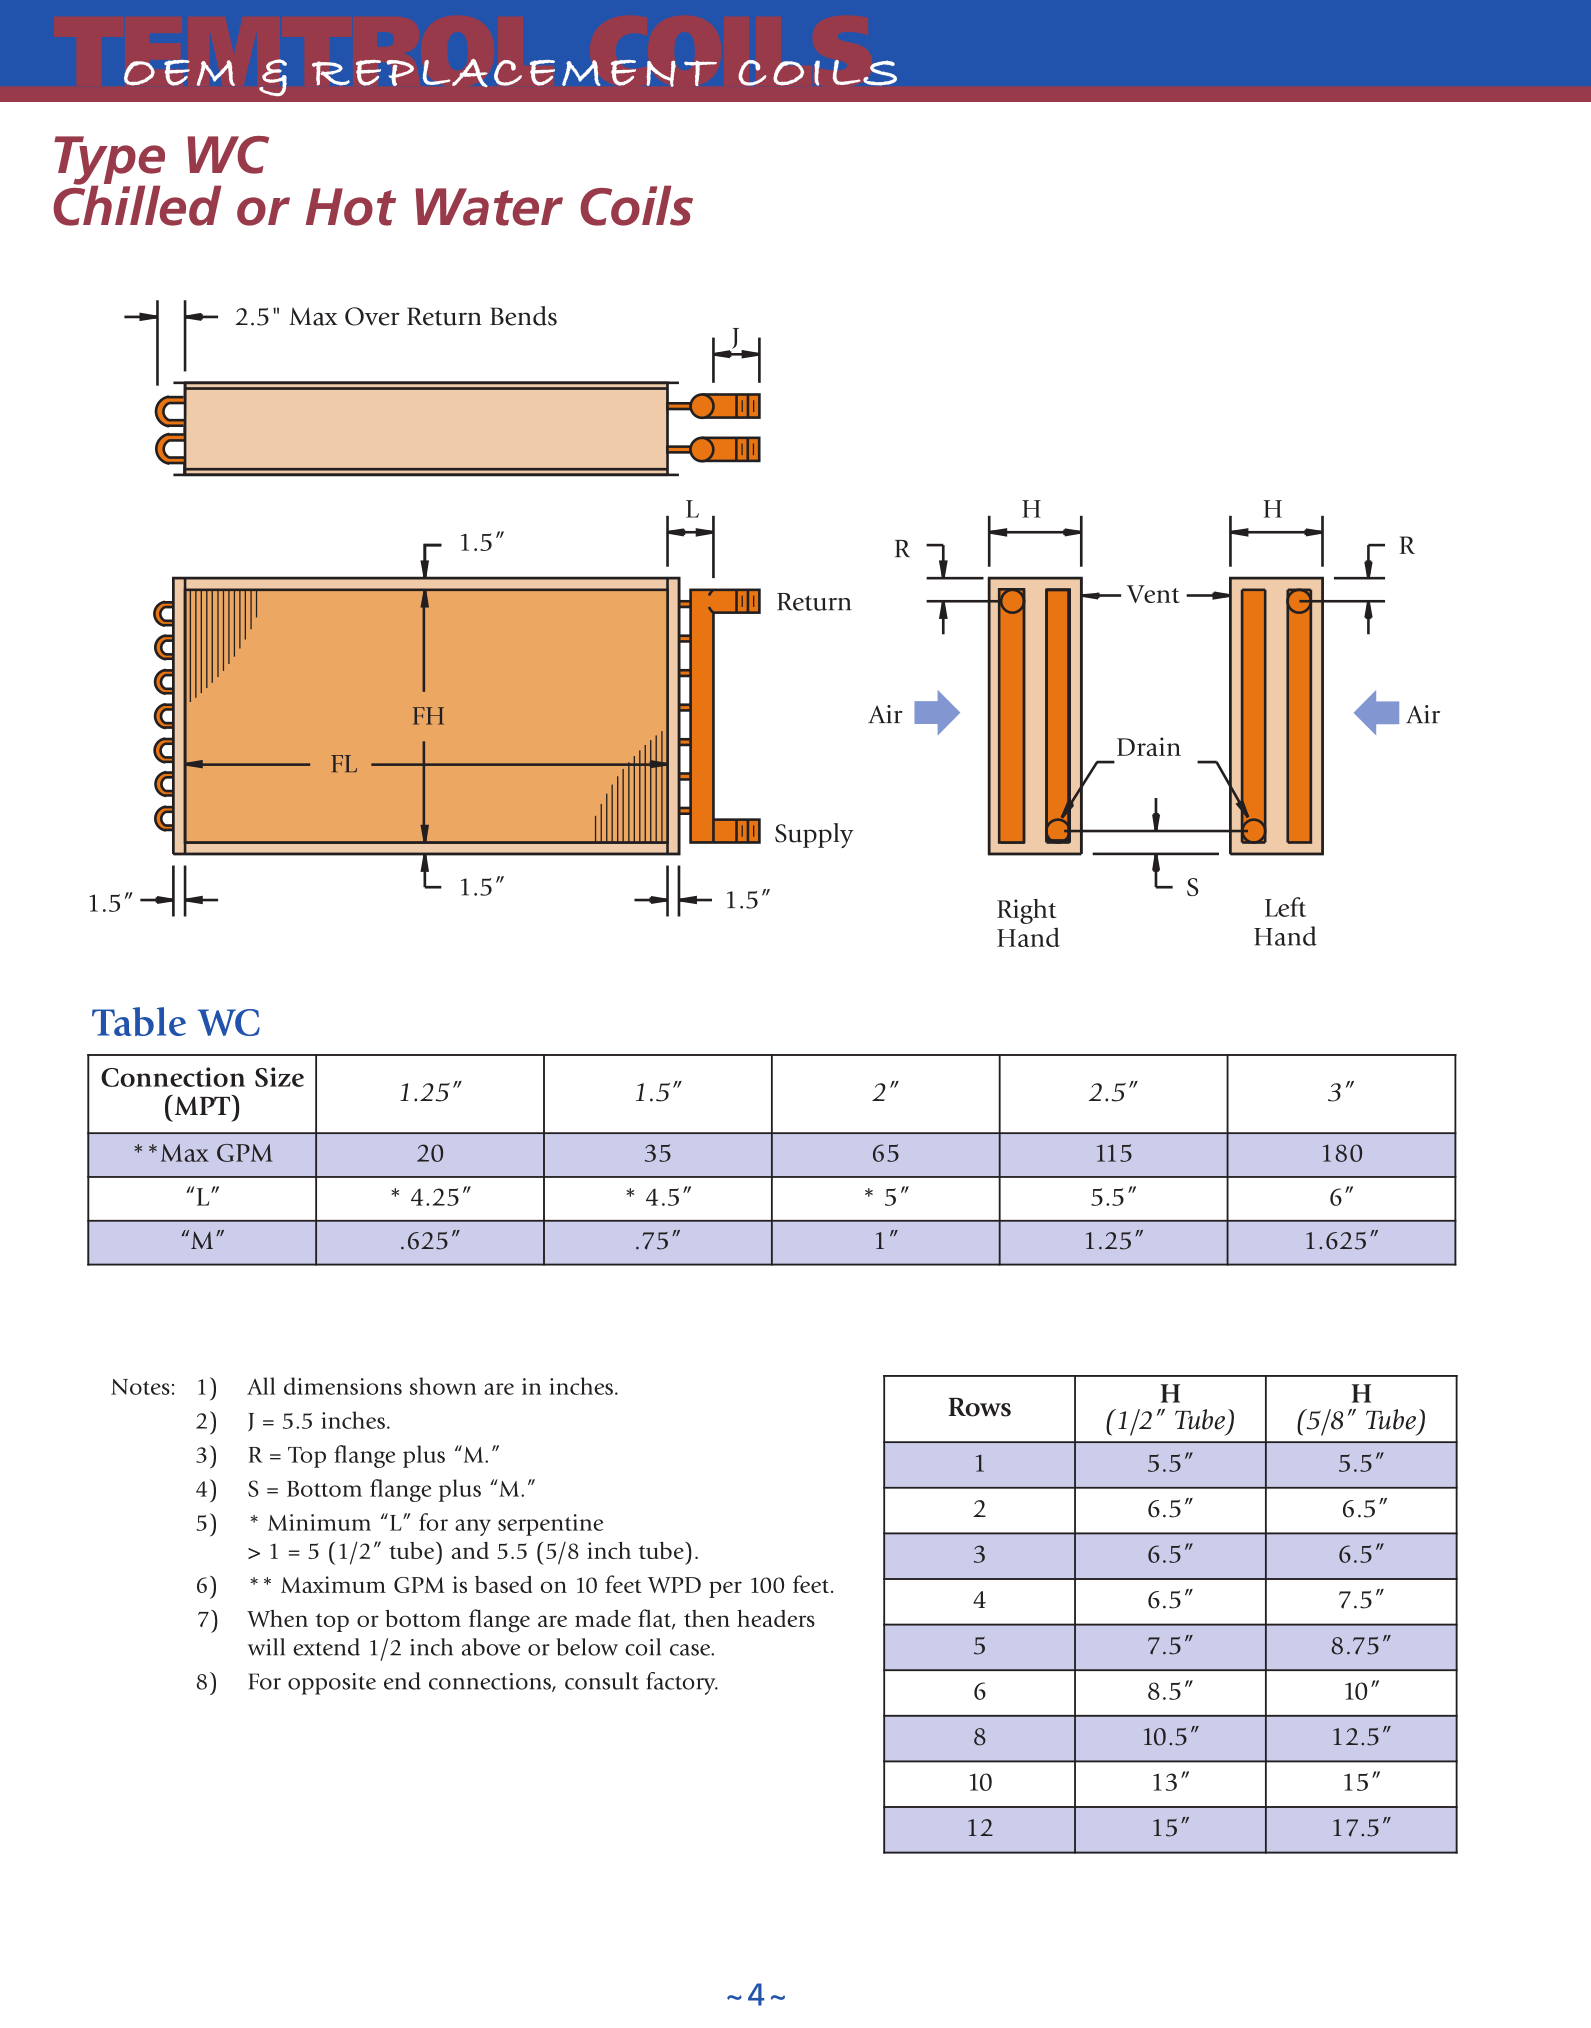 TEMTROL COILS
OEM & REPLACEMENT COILS
Type WC
Chilled or Hot Water Coils
2.5" Max Over Return Bends
J
L
H
H
1.5″
R
R
Return
Vent
FH
Air
Air
FL
Drain
Supply
1.5″
1.5″
1.5″
S
Right
Hand
Left
Hand
Table WC
Connection Size
(MPT)
1.25″
1.5″
2″
2.5″
3″
**Max GPM
20
35
65
115
180
“L”
* 4.25″
* 4.5″
* 5″
5.5″
6″
“M”
.625″
.75″
1″
1.25″
1.625″
Notes: 1) All dimensions shown are in inches.
2) J = 5.5 inches.
3) R = Top flange plus “M.”
4) S = Bottom flange plus “M.”
5) * Minimum “L” for any serpentine
> 1 = 5 (1/2″ tube) and 5.5 (5/8 inch tube).
6) ** Maximum GPM is based on 10 feet WPD per 100 feet.
7) When top or bottom flange are made flat, then headers
will extend 1/2 inch above or below coil case.
8) For opposite end connections, consult factory.
Rows
H
(1/2″ Tube)
H
(5/8″ Tube)
1
5.5″
5.5″
2
6.5″
6.5″
3
6.5″
6.5″
4
6.5″
7.5″
5
7.5″
8.75″
6
8.5″
10″
8
10.5″
12.5″
10
13″
15″
12
15″
17.5″
~4~